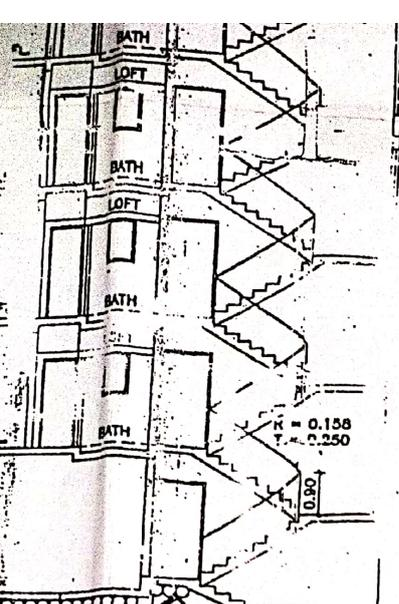 BATH
LOFT
BATH
LOFT
BATH
BATH
R = 0.158
T = 0.250
0.90